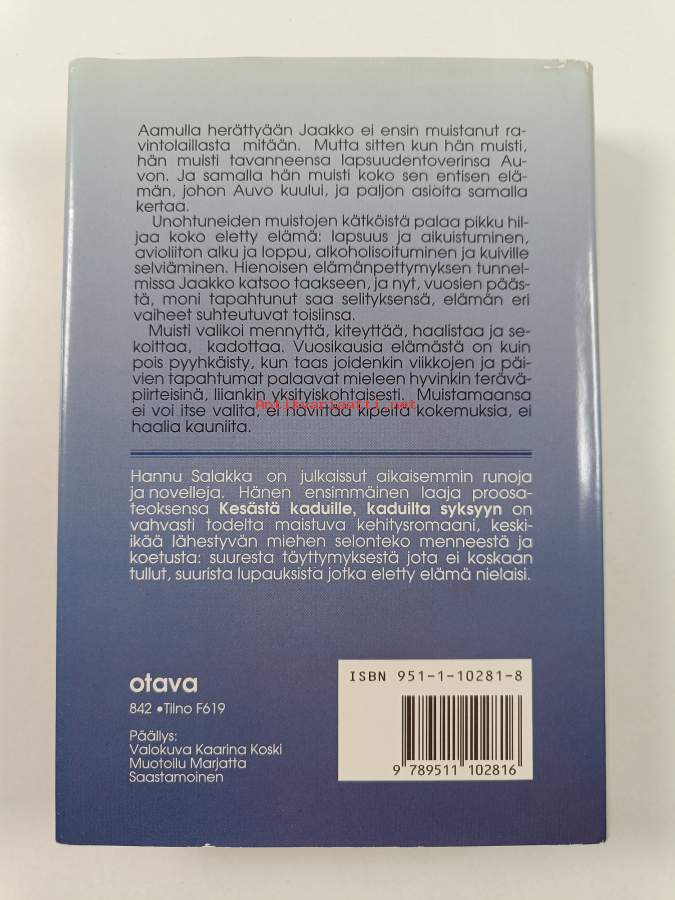 Aamulla herättyään Jaakko ei ensin muistanut ra-
vintolaillasta mitään. Mutta sitten kun hän muisti,
hän muisti tavanneensa lapsuudentoverinsa Au-
von. Ja samalla hän muisti koko sen entisen elä-
män, johon Auvo kuului, ja paljon asioita samalla
kertaa.
Unohtuneiden muistojen kätköistä palaa pikku hil-
jaa koko eletty elämä: lapsuus ja aikuistuminen,
avioliiton alku ja loppu, alkoholisoituminen ja kuiville
selviäminen. Hienoisen elämänpettymyksen tunnel-
missa Jaakko katsoo taakseen, ja nyt, vuosien pääs-
tä, moni tapahtunut saa selityksensä, elämän eri
vaiheet suhteutuvat toisiinsa.
Muisti valikoi mennyttä, kiteyttää, haalistaa ja se-
koittaa, kadottaa. Vuosikausia elämästä on kuin
pois pyyhkäisty, kun taas joidenkin viikkojen ja päi-
vien tapahtumat palaavat mieleen hyvinkin terävä-
piirteisinä, liiankin yksityiskohtaisesti. Muistamaansa
Antikvariaatti.net
ei voi itse valita, ei hävittää kipeitä kokemuksia, ei
haalia kauniita.
Hannu Salakka on julkaissut aikaisemmin runoja
ja novelleja. Hänen ensimmäinen laaja proosa-
teoksensa Kesästä kaduille, kaduilta syksyyn on
vahvasti todelta maistuva kehitysromaani, keski-
ikää lähestyvän miehen selonteko menneestä ja
koetusta: suuresta täyttymyksestä jota ei koskaan
tullut, suurista lupauksista jotka eletty elämä nielaisi.
otava
842 • Tilno F619
Päällys:
Valokuva Kaarina Koski
Muotoilu Marjatta
Saastamoinen
ISBN 951-1-10281-8
9 789511 102816